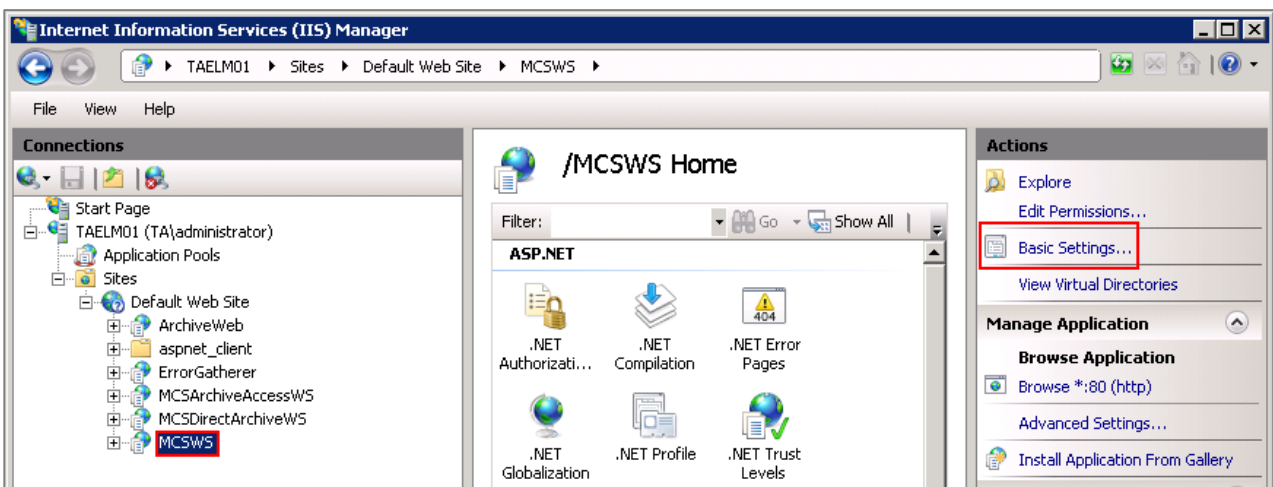 Internet Information Services (IIS) Manager
TAELM01 Sites Default Web Site MCSWS
File View Help
Connections
Start Page
TAELM01 (TA\administrator)
Application Pools
Sites
Default Web Site
ArchiveWeb
aspnet_client
ErrorGatherer
MCSArchiveAccessWS
MCSDirectArchiveWS
MCSWS
/MCSWS Home
Filter: Go Show All
ASP.NET
.NET Authorizati...
.NET Compilation
404
.NET Error Pages
.NET Globalization
.NET Profile
.NET Trust Levels
Actions
Explore
Edit Permissions...
Basic Settings...
View Virtual Directories
Manage Application
Browse Application
Browse *:80 (http)
Advanced Settings...
Install Application From Gallery